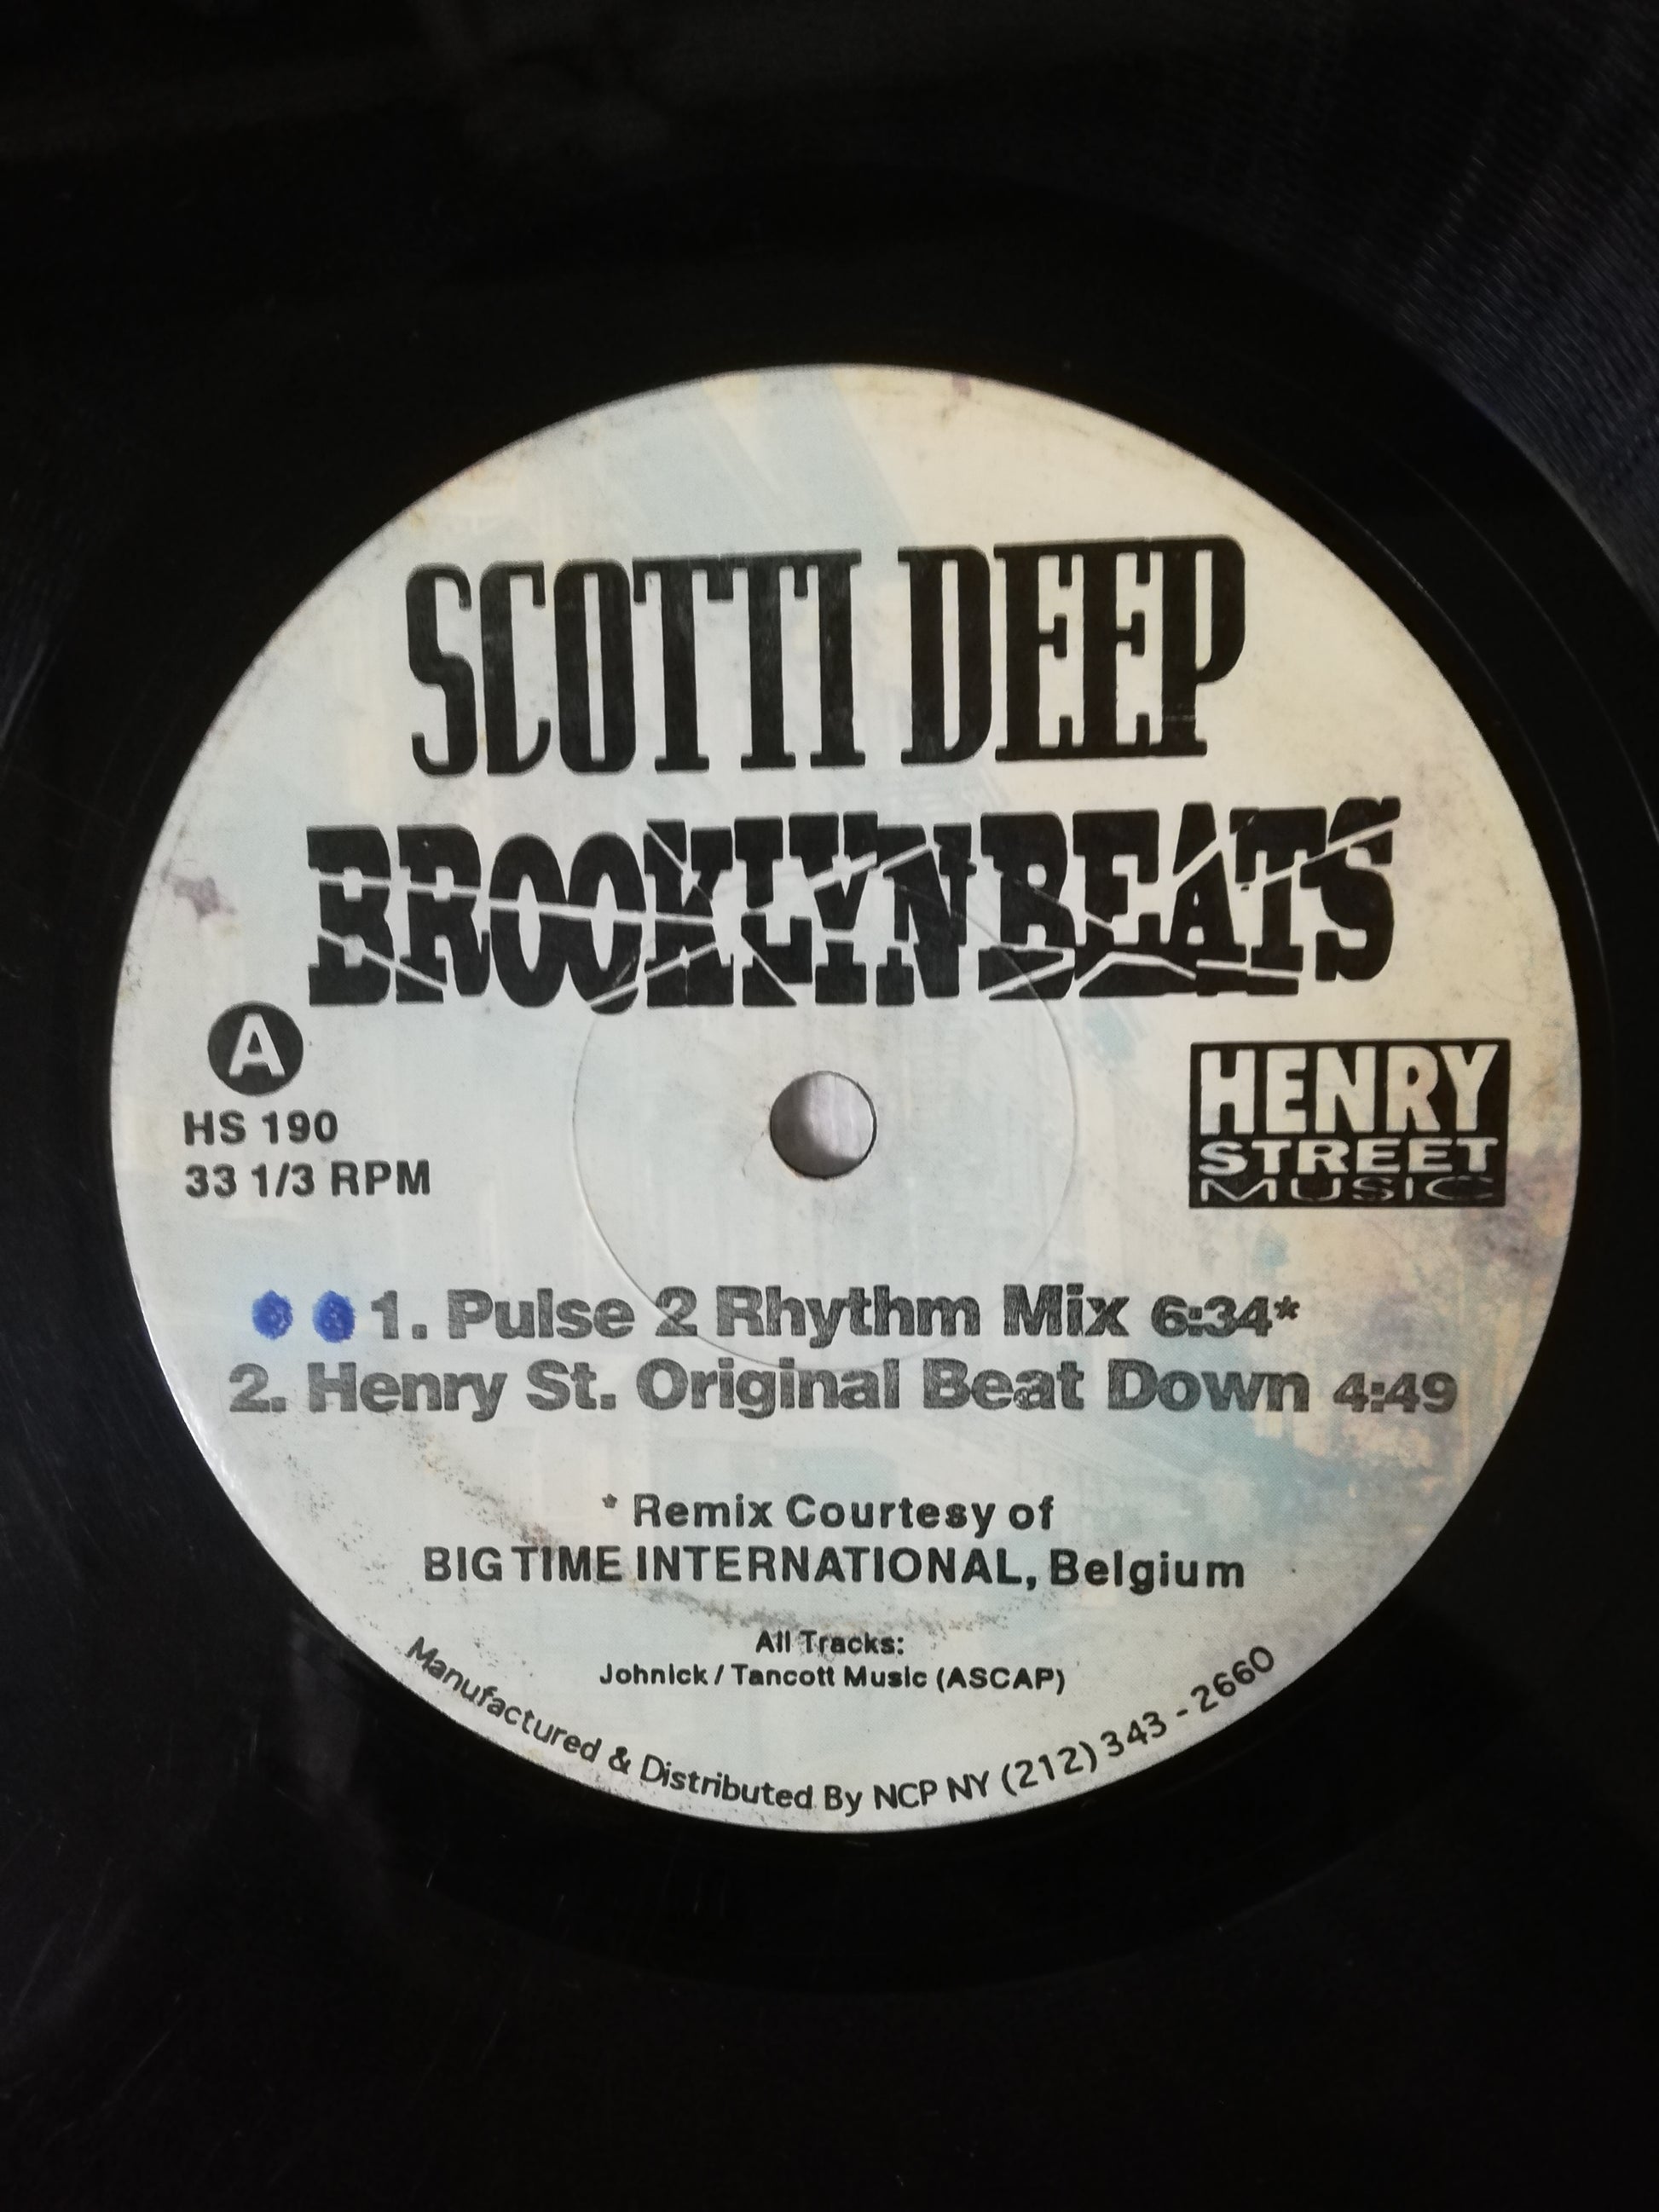 SCOTTI DEEP
BROOKLYN BEATS
A
HS 190
33 1/3 RPM
HENRY
STREET
MUSIC
1. Pulse 2 Rhythm Mix 6:34*
2. Henry St. Original Beat Down 4:49
* Remix Courtesy of
BIG TIME INTERNATIONAL, Belgium
All Tracks:
Johnick / Tancott Music (ASCAP)
Manufactured & Distributed By NCP NY (212) 343 - 2660